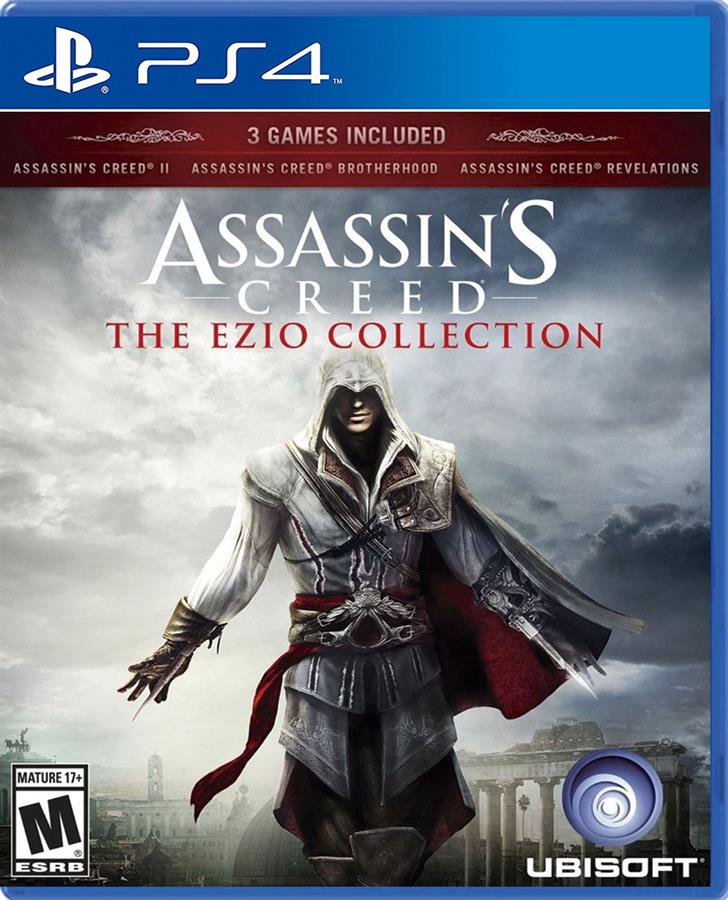 PS4™
3 GAMES INCLUDED
ASSASSIN'S CREED® II ASSASSIN'S CREED® BROTHERHOOD ASSASSIN'S CREED® REVELATIONS
ASSASSIN'S
CREED®
THE EZIO COLLECTION
MATURE 17+
M®
ESRB
UBISOFT®